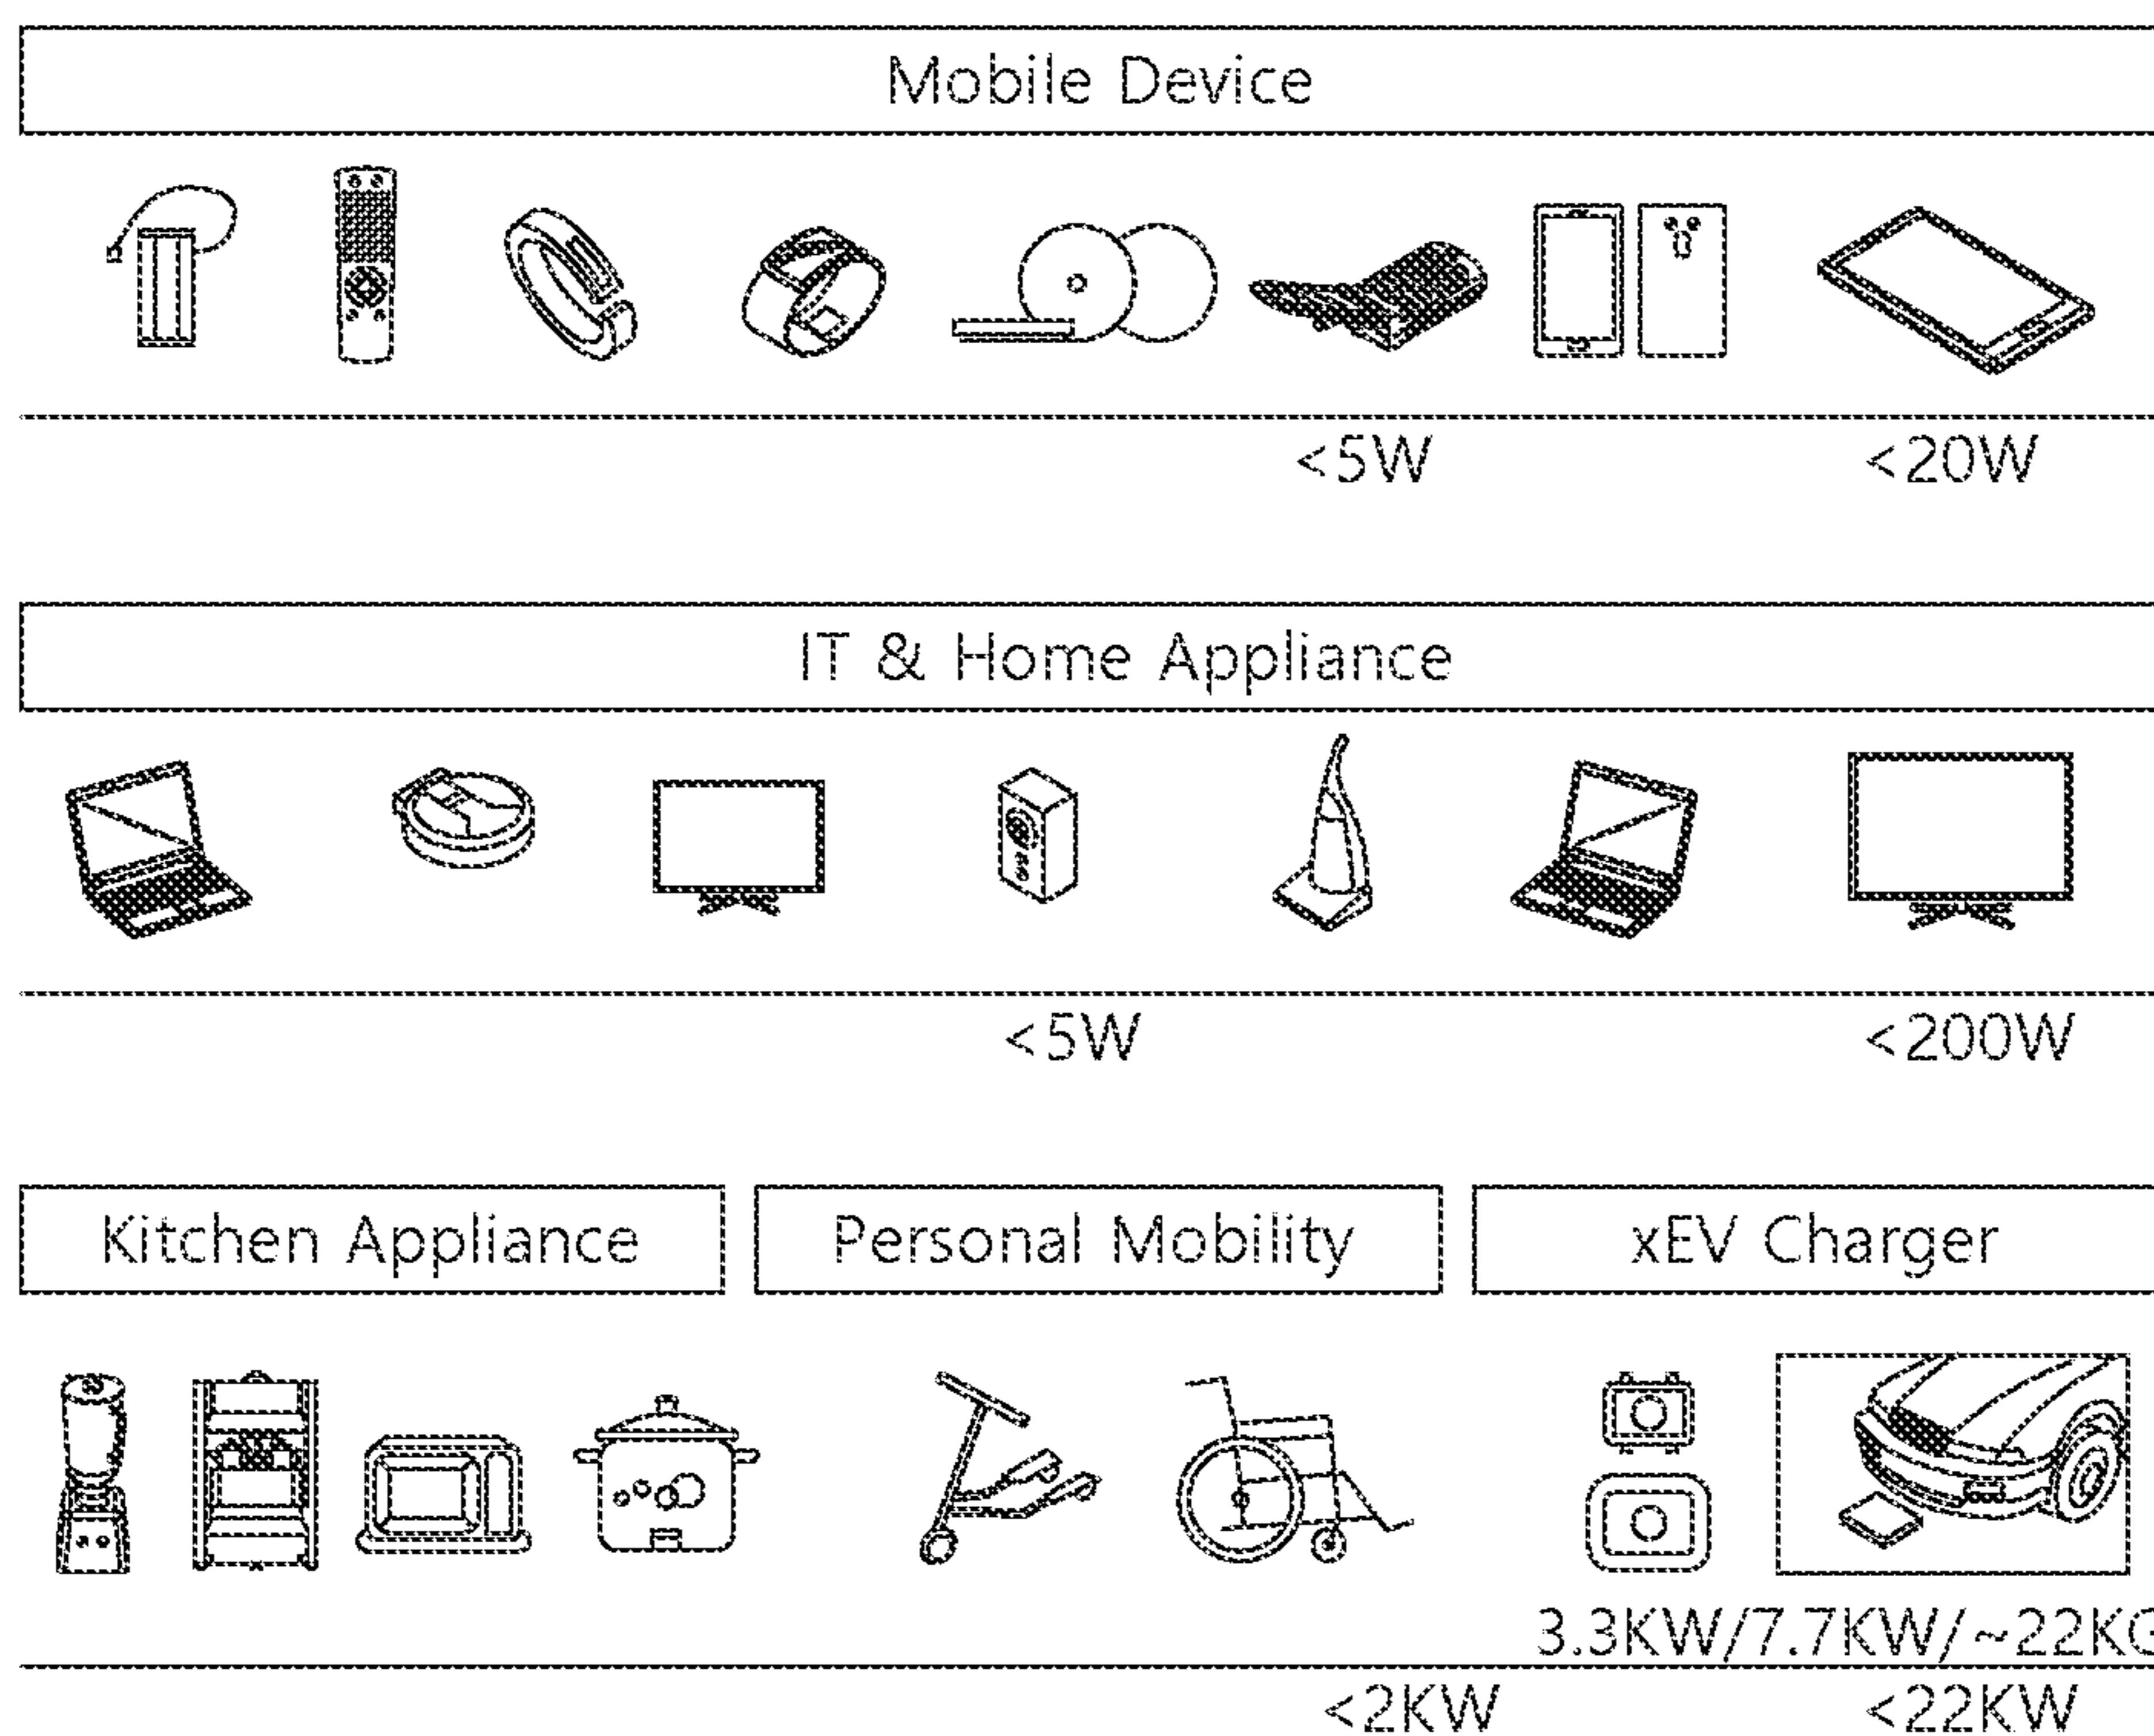 Mobile Device
<5W <20W
IT & Home Appliance
<5W <200W
Kitchen Appliance Personal Mobility xEV Charger
3.3KW/7.7KW/~22KG
<2KW <22KW